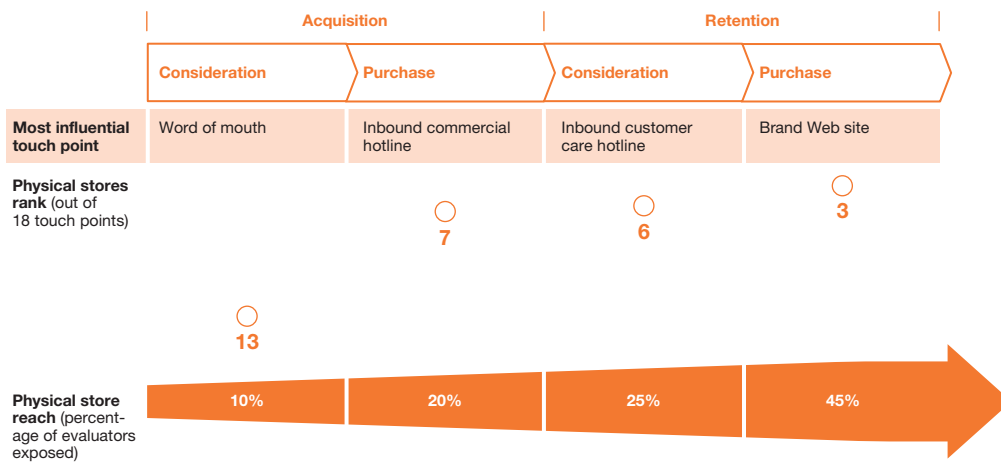 Acquisition
Retention
Consideration
Purchase
Consideration
Purchase
Most influential
touch point
Word of mouth
Inbound commercial
hotline
Inbound customer
care hotline
Brand Web site
Physical stores
rank (out of
18 touch points)
13
7
6
3
Physical store
reach (percent-
age of evaluators
exposed)
10%
20%
25%
45%